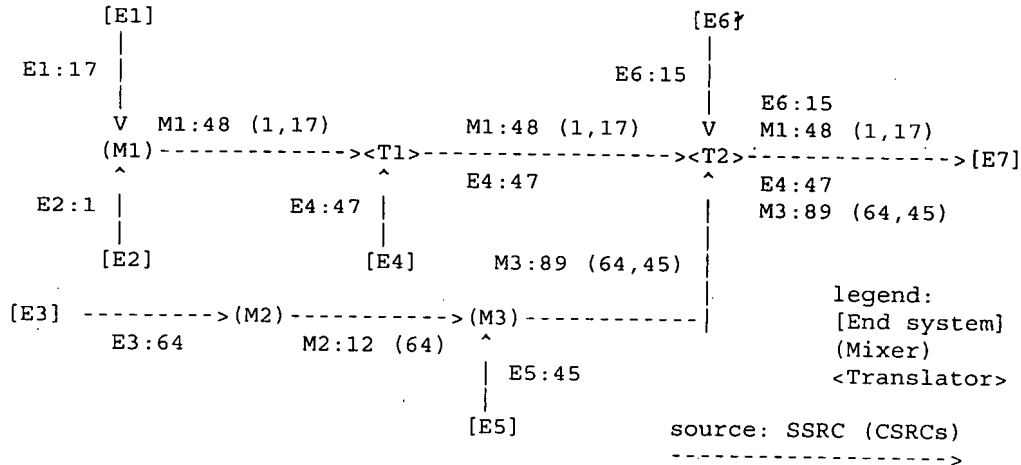 [E1] [E6]
E1:17 E6:15
E6:15
M1:48 (1,17) M1:48 (1,17) M1:48 (1,17)
V V
(M1)------------><T1>----------------><T2>-------------->[E7]
^ ^ E4:47 ^ E4:47
E2:1 E4:47 M3:89 (64,45)
[E2] [E4] M3:89 (64,45)
[E3] --------->(M2)----------->(M3)------------
E3:64 M2:12 (64) ^
E5:45
[E5]
legend:
[End system]
(Mixer)
<Translator>
source: SSRC (CSRCs)
------------------->